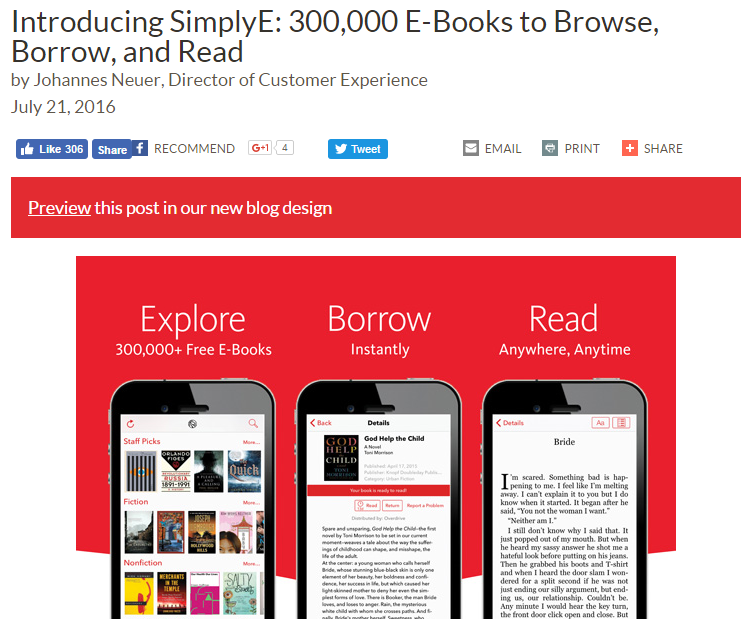 Introducing SimplyE: 300,000 E-Books to Browse,
Borrow, and Read
by Johannes Neuer, Director of Customer Experience
July 21, 2016
Like 306 Share RECOMMEND G+1 4 Tweet EMAIL PRINT SHARE
Preview this post in our new blog design
Explore
300,000+ Free E-Books
Borrow
Instantly
Read
Anywhere, Anytime
Staff Picks More...
ORLANDO
FIGES
RUSSIA
1891-1991
Quick
Fiction More...
JOSEPH
HOLLYWOOD
HILLS
Nonfiction More...
MERCHANTS
IN THE
TEMPLE
SALTY
Back Details
GOD
HELP
THE
CHILD
TONI
MORRISON
God Help the Child
A Novel
Toni Morrison
Published: April 17, 2015
Publisher: Knopf Doubleday Public...
Category: Urban Fiction
Your book is ready to read!
Read Return Report a Problem
Distributed by: Overdrive
Spare and unsparing, God Help the Child–the first
novel by Toni Morrison to be set in our current
moment–weaves a tale about the way the suffer-
ings of childhood can shape, and misshape, the
life of the adult.
At the center: a young woman who calls herself
Bride, whose stunning blue-black skin is only one
element of her beauty, her boldness and confi-
dence, her success in life, but which caused her
light-skinned mother to deny her even the sim-
plest forms of love. There is Booker, the man Bride
loves, and loses to anger. Rain, the mysterious
white child with whom she crosses paths. And fi-
nally, Bride's mother herself, Sweetness, who
Details Aa
Bride
I'm scared. Something bad is hap-
pening to me. I feel like I'm melting
away. I can't explain it to you but I do
know when it started. It began after he
said, "You not the woman I want."
"Neither am I."
I still don't know why I said that. It
just popped out of my mouth. But when
he heard my sassy answer he shot me a
hateful look before putting on his jeans.
Then he grabbed his boots and T-shirt
and when I heard the door slam I won-
dered for a split second if he was not
just ending our silly argument, but end-
ing us, our relationship. Couldn't be.
Any minute I would hear the key turn,
the front door click open and close. But